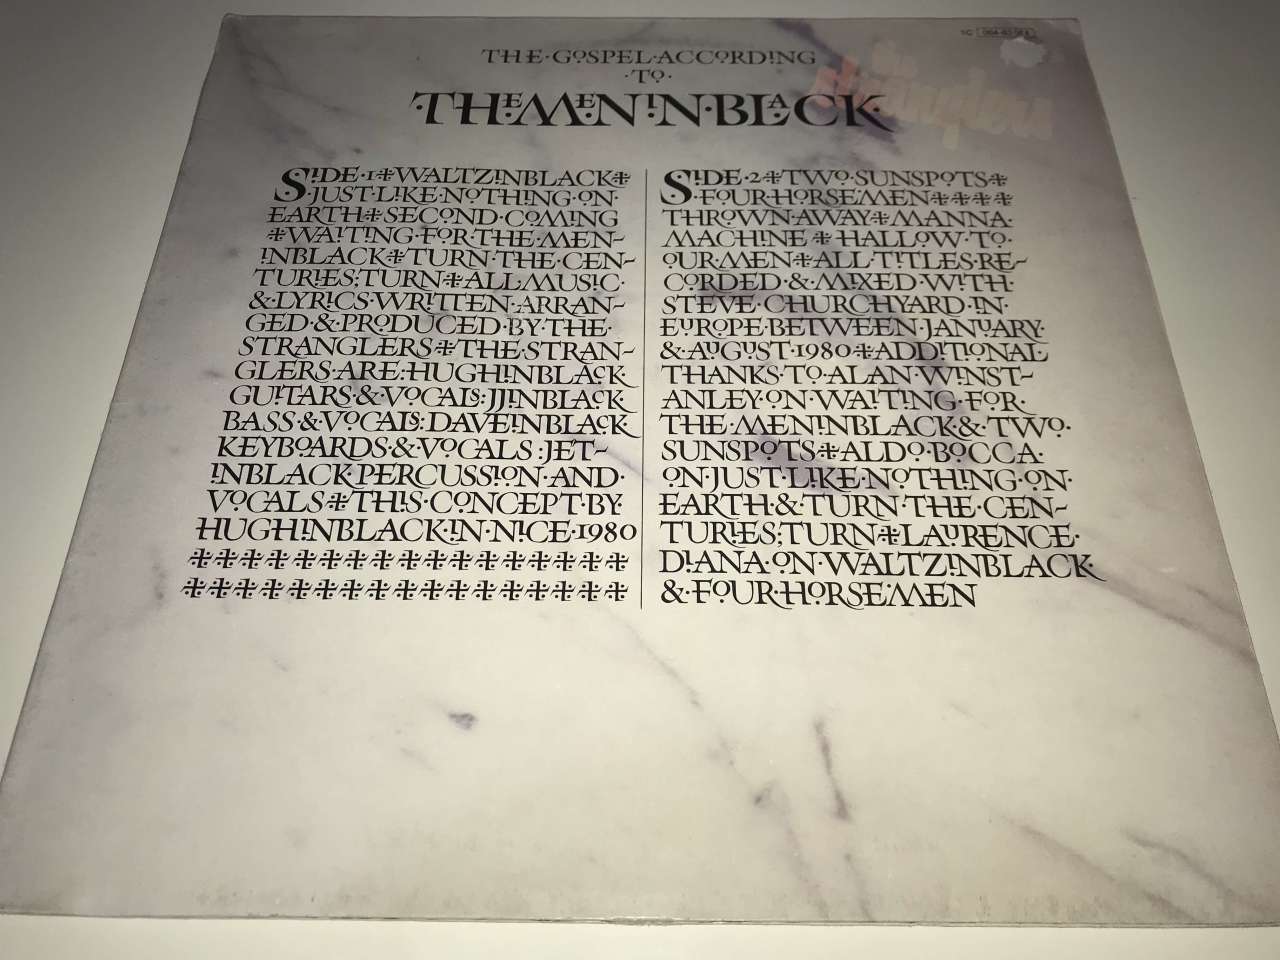 THE·GOSPEL·ACCORDING
·TO·
·THEMEN·IN·BLACK·
SIDE·1⁜WALTZINBLACK⁜
·JUST·LIKE·NOTHING·ON·
EARTH⁜SECOND·COMING
⁜WAITING·FOR·THE·MEN~
INBLACK⁜TURN·THE·CEN~
TURIES;TURN⁜ALL·MUSIC·
&·LYRICS·WRITTEN·ARRAN~
GED·&·PRODUCED·BY·THE·
STRANGLERS⁜THE·STRAN~
GLERS·ARE:HUGHINBLACK·
GUITARS·&·VOCALS:JJINBLACK·
BASS·&·VOCALS:DAVEINBLACK
KEYBOARDS·&·VOCALS:JET~
INBLACK·PERCUSSION·AND·
VOCALS⁜THIS·CONCEPT·BY·
HUGHINBLACK·IN·NICE·1980
⁜⁜⁜⁜⁜⁜⁜⁜⁜⁜⁜⁜⁜⁜⁜⁜⁜
⁜⁜⁜⁜⁜⁜⁜⁜⁜⁜⁜⁜⁜⁜⁜⁜⁜
SIDE·2⁜TWO·SUNSPOTS⁜
·FOUR·HORSEMEN⁜⁜⁜⁜
THROWN·AWAY⁜MANNA·
MACHINE⁜HALLOW·TO·
OUR·MEN⁜ALL·TITLES·RE~
CORDED·&·MIXED·WITH·
STEVE·CHURCHYARD·IN·
EUROPE·BETWEEN·JANUARY·
&·AUGUST·1980⁜ADDITIONAL
THANKS·TO·ALAN·WINST~
ANLEY·ON·WAITING·FOR·
THE·MENINBLACK·&·TWO·
SUNSPOTS⁜ALDO·BOCCA·
ON·JUST·LIKE·NOTHING·ON·
EARTH·&·TURN·THE·CEN~
TURIES;TURN⁜LAURENCE·
DIANA·ON·WALTZINBLACK·
&·FOUR·HORSEMEN